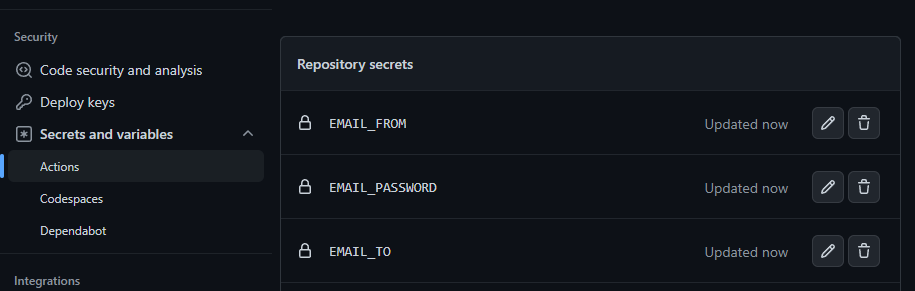 Security
Code security and analysis
Deploy keys
Secrets and variables
Actions
Codespaces
Dependabot
Integrations
Repository secrets
EMAIL_FROM Updated now
EMAIL_PASSWORD Updated now
EMAIL_TO Updated now